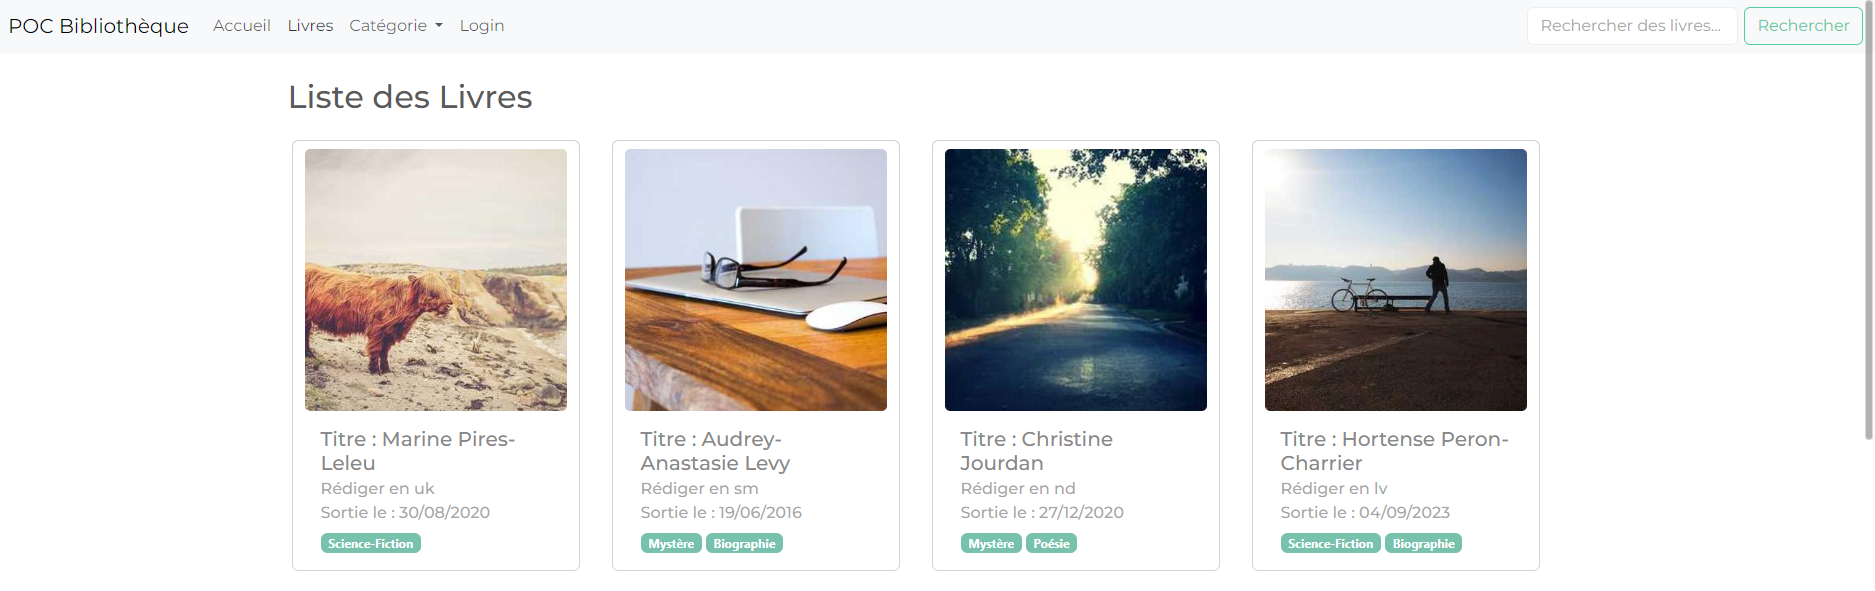 POC Bibliothèque Accueil Livres Catégorie Login Rechercher des livres... Rechercher
Liste des Livres
Titre : Marine Pires-
Leleu
Rédiger en uk
Sortie le : 30/08/2020
Science-Fiction
Titre : Audrey-
Anastasie Levy
Rédiger en sm
Sortie le : 19/06/2016
Mystère Biographie
Titre : Christine
Jourdan
Rédiger en nd
Sortie le : 27/12/2020
Mystère Poésie
Titre : Hortense Peron-
Charrier
Rédiger en lv
Sortie le : 04/09/2023
Science-Fiction Biographie